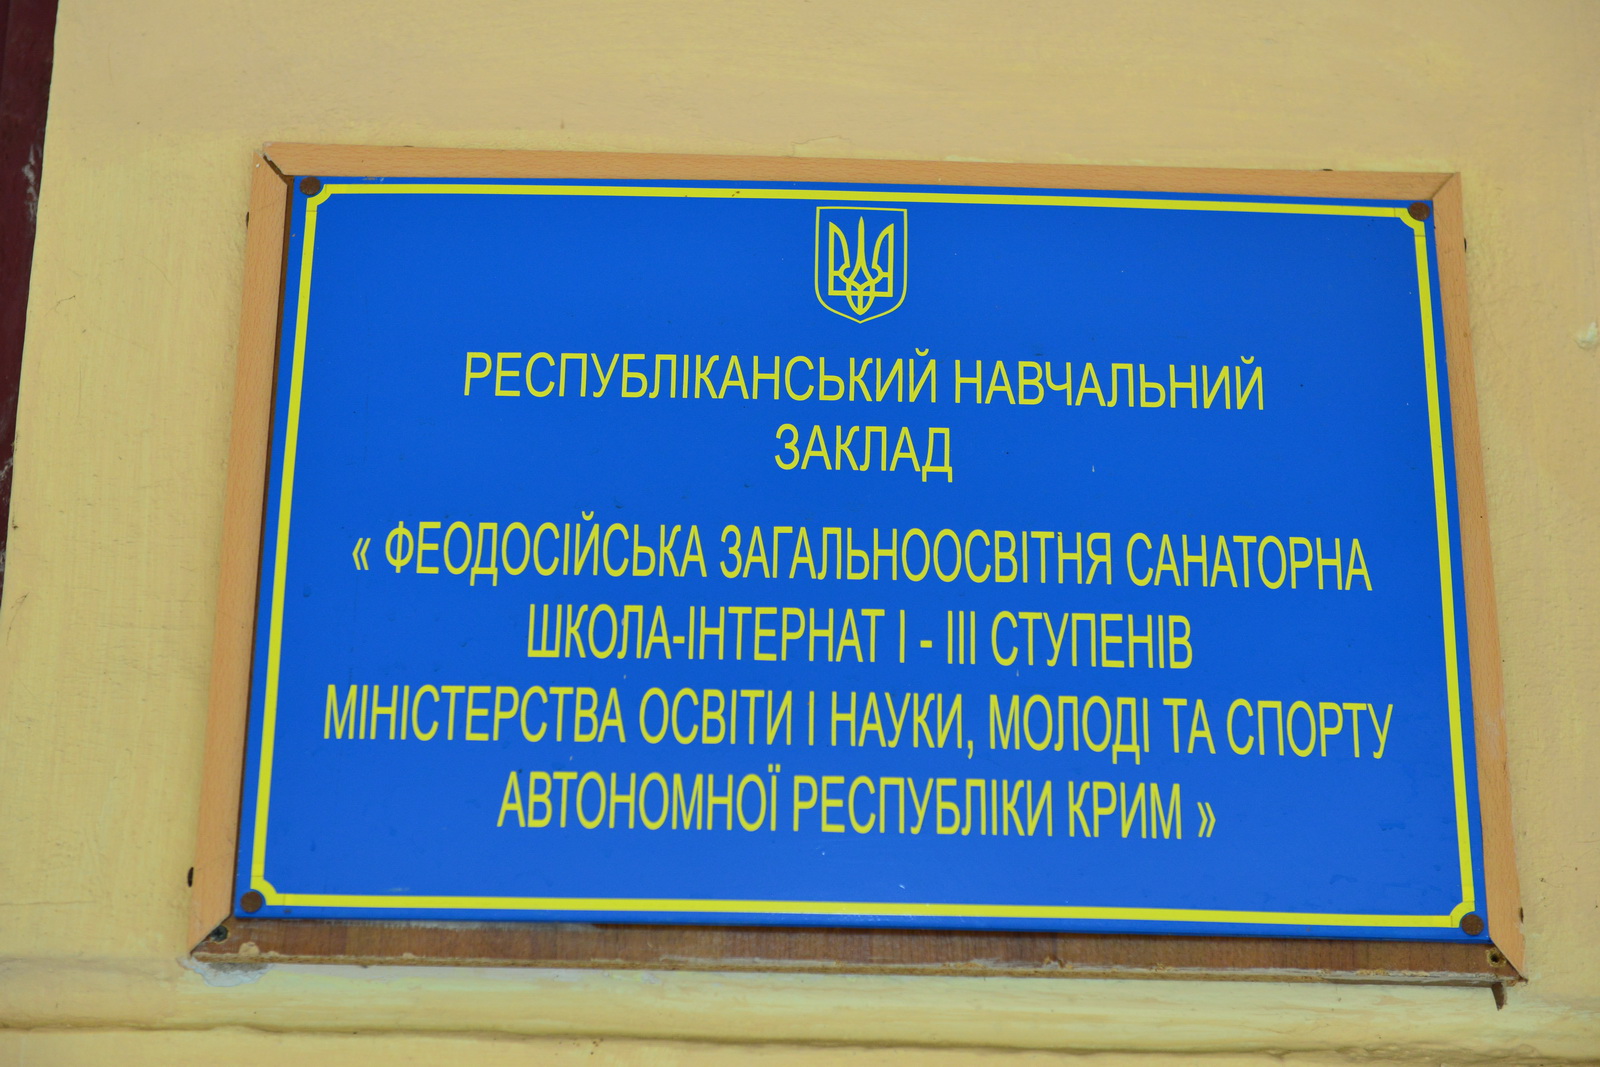 РЕСПУБЛІКАНСЬКИЙ НАВЧАЛЬНИЙ
ЗАКЛАД
« ФЕОДОСІЙСЬКА ЗАГАЛЬНООСВІТНЯ САНАТОРНА
ШКОЛА-ІНТЕРНАТ І - ІІІ СТУПЕНІВ
МІНІСТЕРСТВА ОСВІТИ І НАУКИ, МОЛОДІ ТА СПОРТУ
АВТОНОМНОЇ РЕСПУБЛІКИ КРИМ »